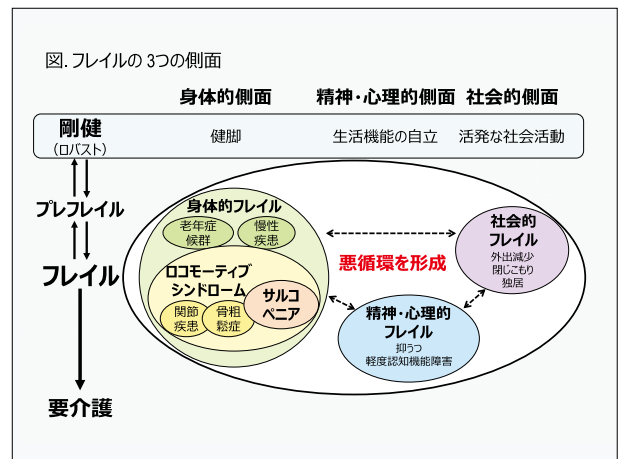 図. フレイルの 3つの側面
身体的側面 精神・心理的側面 社会的側面
剛健
(ロバスト)
健脚 生活機能の自立 活発な社会活動
プレフレイル
フレイル
要介護
身体的フレイル
老年症
候群
慢性
疾患
ロコモーティブ
シンドローム
サルコ
ペニア
関節
疾患
骨粗
鬆症
悪循環を形成
社会的
フレイル
外出減少
閉じこもり
独居
精神・心理的
フレイル
抑うつ
軽度認知機能障害